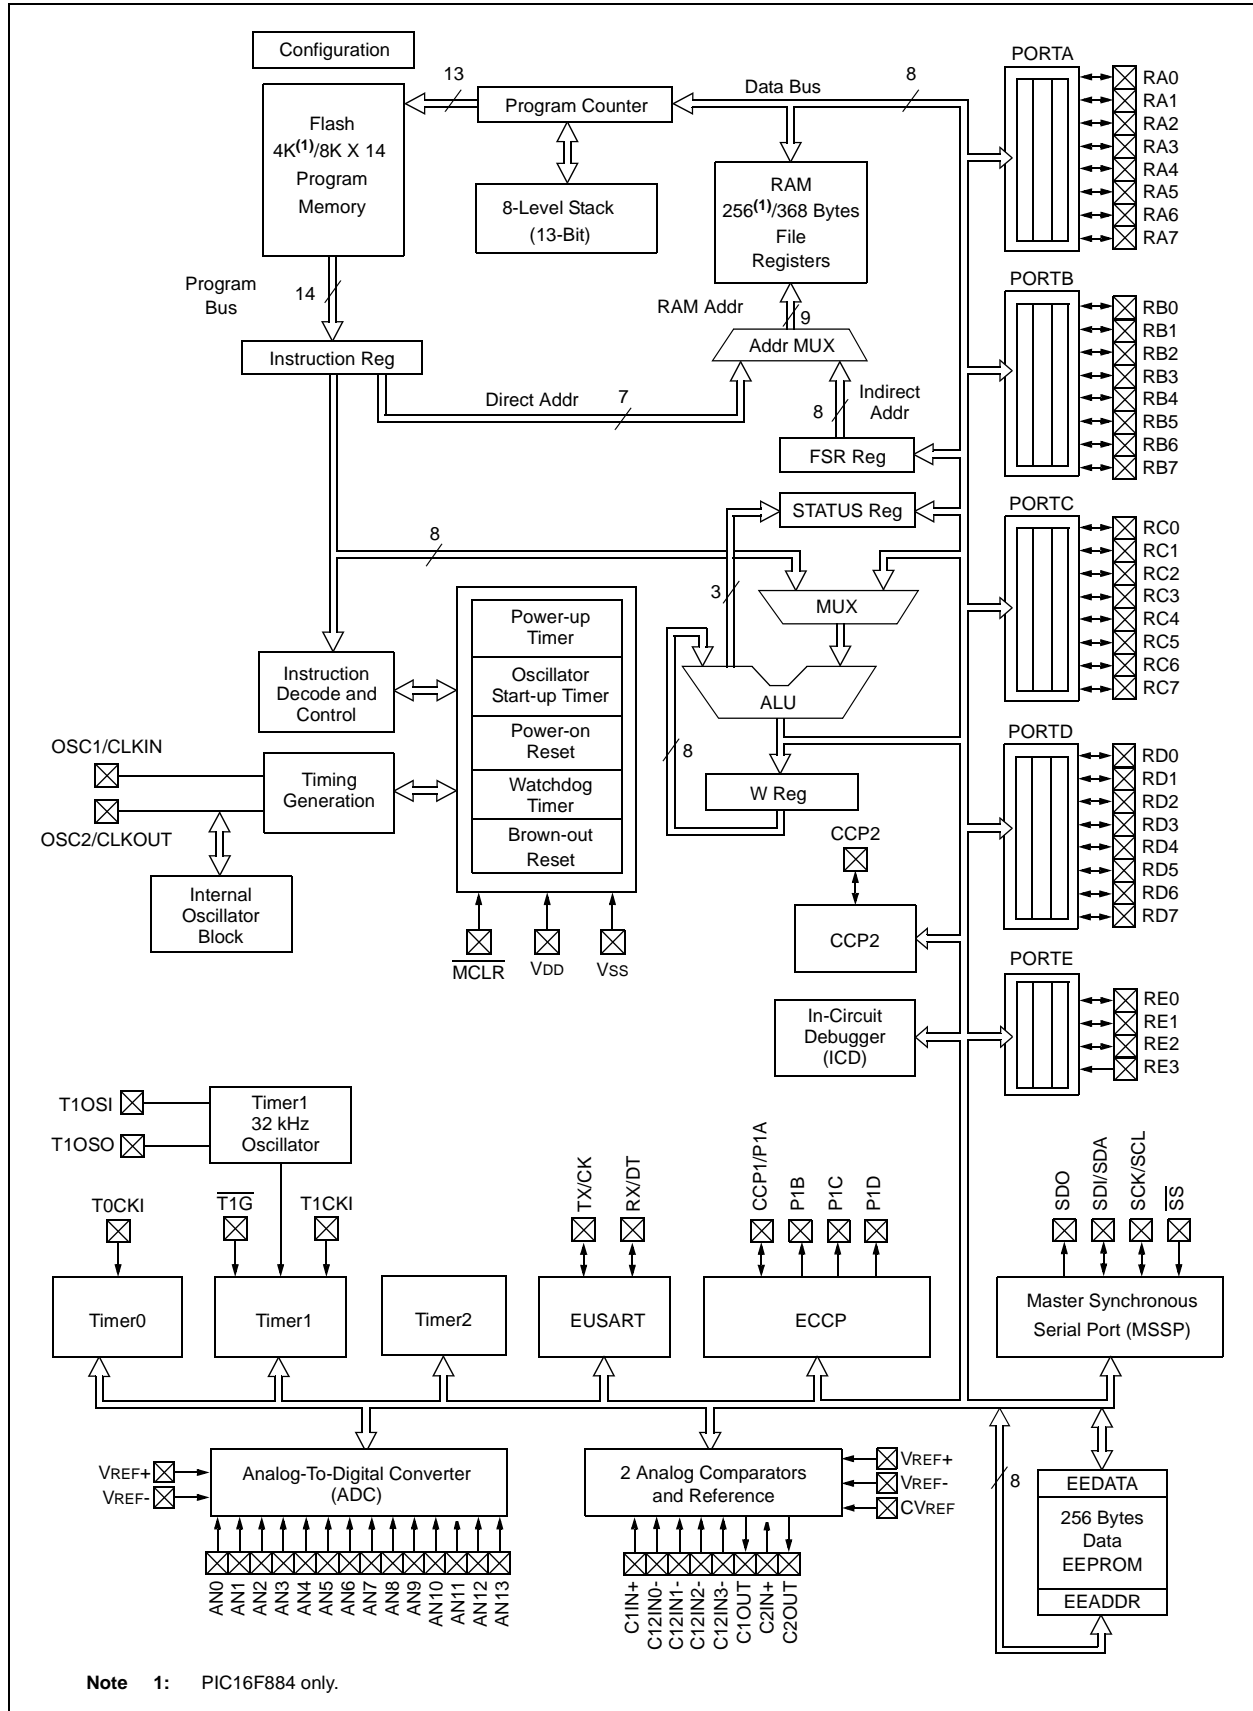 Configuration
Flash
4K(1)/8K X 14
Program
Memory
13
Program Counter
8-Level Stack
(13-Bit)
Data Bus
8
RAM
256(1)/368 Bytes
File
Registers
RAM Addr
9
Addr MUX
Program
Bus
14
Instruction Reg
Direct Addr
7
8
Indirect
Addr
FSR Reg
STATUS Reg
8
3
MUX
ALU
8
W Reg
Instruction
Decode and
Control
Timing
Generation
OSC1/CLKIN
OSC2/CLKOUT
Internal
Oscillator
Block
Power-up
Timer
Oscillator
Start-up Timer
Power-on
Reset
Watchdog
Timer
Brown-out
Reset
MCLR
VDD
VSS
CCP2
CCP2
In-Circuit
Debugger
(ICD)
PORTA
RA0
RA1
RA2
RA3
RA4
RA5
RA6
RA7
PORTB
RB0
RB1
RB2
RB3
RB4
RB5
RB6
RB7
PORTC
RC0
RC1
RC2
RC3
RC4
RC5
RC6
RC7
PORTD
RD0
RD1
RD2
RD3
RD4
RD5
RD6
RD7
PORTE
RE0
RE1
RE2
RE3
T1OSI
T1OSO
Timer1
32 kHz
Oscillator
T0CKI
T1G
T1CKI
TX/CK
RX/DT
CCP1/P1A
P1B
P1C
P1D
SDO
SDI/SDA
SCK/SCL
SS
Timer0
Timer1
Timer2
EUSART
ECCP
Master Synchronous
Serial Port (MSSP)
VREF+
VREF-
Analog-To-Digital Converter
(ADC)
AN0
AN1
AN2
AN3
AN4
AN5
AN6
AN7
AN8
AN9
AN10
AN11
AN12
AN13
2 Analog Comparators
and Reference
VREF+
VREF-
CVREF
C1IN+
C12IN0-
C12IN1-
C12IN2-
C12IN3-
C1OUT
C2IN+
C2OUT
8
EEDATA
256 Bytes
Data
EEPROM
EEADDR
Note 1: PIC16F884 only.